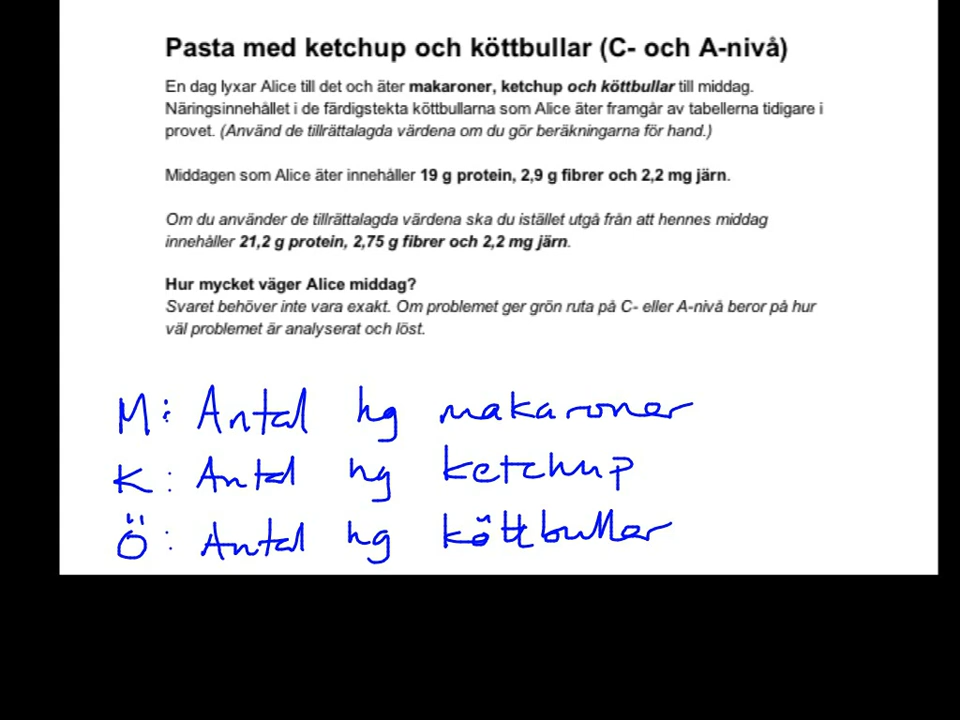 Pasta med ketchup och köttbullar (C- och A-nivå)
En dag lyxar Alice till det och äter makaroner, ketchup och köttbullar till middag.
Näringsinnehållet i de färdigstekta köttbullarna som Alice äter framgår av tabellerna tidigare i
provet. (Använd de tillrättalagda värdena om du gör beräkningarna för hand.)
Middagen som Alice äter innehåller 19 g protein, 2,9 g fibrer och 2,2 mg järn.
Om du använder de tillrättalagda värdena ska du istället utgå från att hennes middag
innehåller 21,2 g protein, 2,75 g fibrer och 2,2 mg järn.
Hur mycket väger Alice middag?
Svaret behöver inte vara exakt. Om problemet ger grön ruta på C- eller A-nivå beror på hur
väl problemet är analyserat och löst.
M: Antal hg makaroner
K: Antal hg ketchup
Ö: Antal hg köttbullar